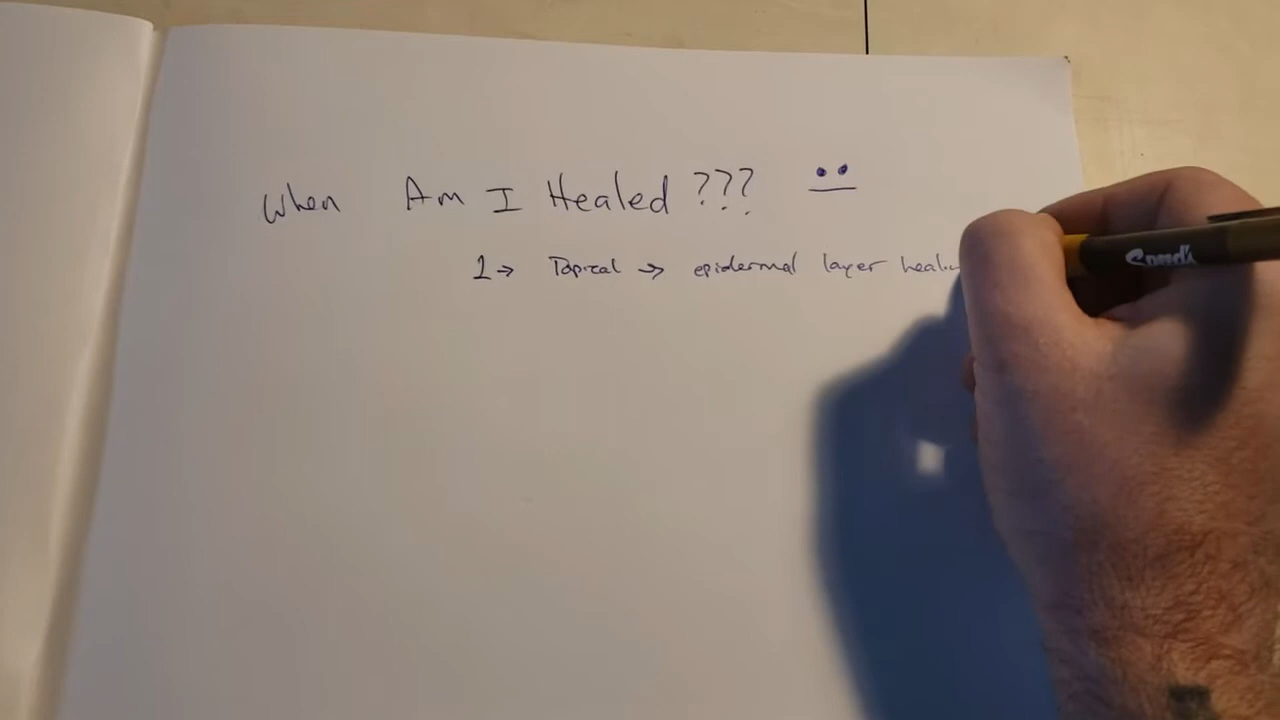 When Am I Healed ???
1→ Topical → epidermal layer